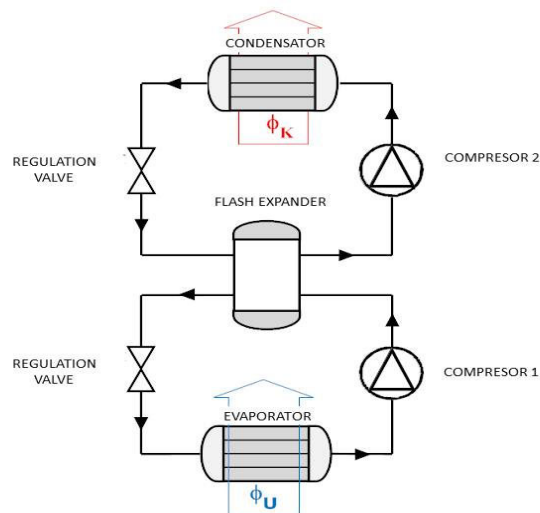 CONDENSATOR
ϕK
REGULATION
VALVE
COMPRESOR 2
FLASH EXPANDER
REGULATION
VALVE
COMPRESOR 1
EVAPORATOR
ϕU